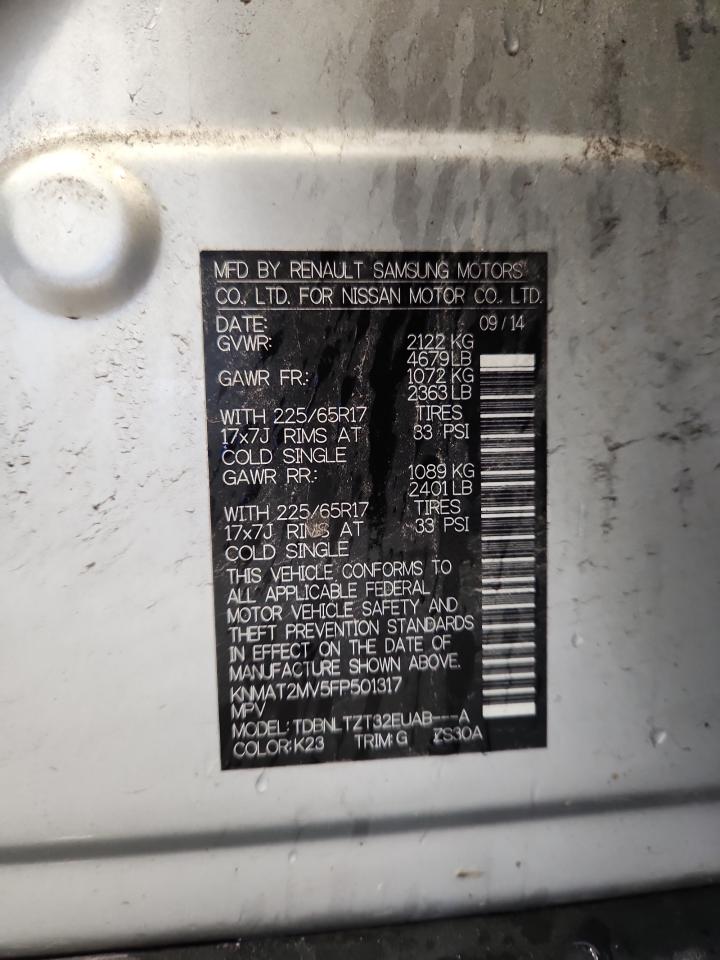 MFD BY RENAULT SAMSUNG MOTORS
CO., LTD. FOR NISSAN MOTOR CO., LTD.
DATE: 09/14
GVWR: 2122 KG
4679 LB
GAWR FR.: 1072 KG
2363 LB
WITH 225/65R17 TIRES
17x7J RIMS AT 33 PSI
COLD SINGLE
GAWR RR.: 1089 KG
2401 LB
WITH 225/65R17 TIRES
17x7J RIMS AT 33 PSI
COLD SINGLE
THIS VEHICLE CONFORMS TO
ALL APPLICABLE FEDERAL
MOTOR VEHICLE SAFETY AND
THEFT PREVENTION STANDARDS
IN EFFECT ON THE DATE OF
MANUFACTURE SHOWN ABOVE.
KNMAT2MV5FP501317
MPV
MODEL: TDBNLTZT32EUAB---A
COLOR: K23 TRIM: G ZS30A